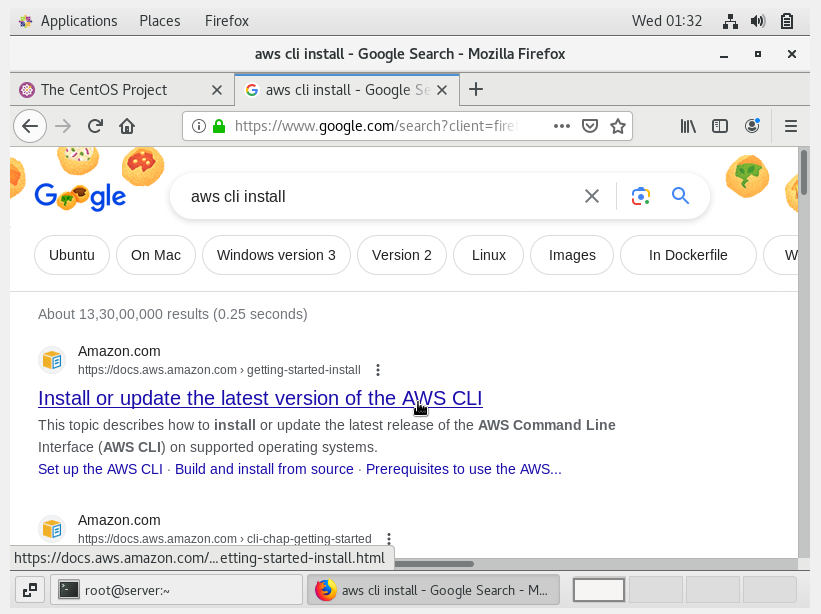 Applications Places Firefox Wed 01:32
aws cli install - Google Search - Mozilla Firefox
The CentOS Project aws cli install - Google Se
https://www.google.com/search?client=firef
Google aws cli install
Ubuntu On Mac Windows version 3 Version 2 Linux Images In Dockerfile W
About 13,30,00,000 results (0.25 seconds)
Amazon.com
https://docs.aws.amazon.com › getting-started-install
Install or update the latest version of the AWS CLI
This topic describes how to install or update the latest release of the AWS Command Line
Interface (AWS CLI) on supported operating systems.
Set up the AWS CLI · Build and install from source · Prerequisites to use the AWS...
Amazon.com
https://docs.aws.amazon.com › cli-chap-getting-started
https://docs.aws.amazon.com/...etting-started-install.html
root@server:~ aws cli install - Google Search - M...